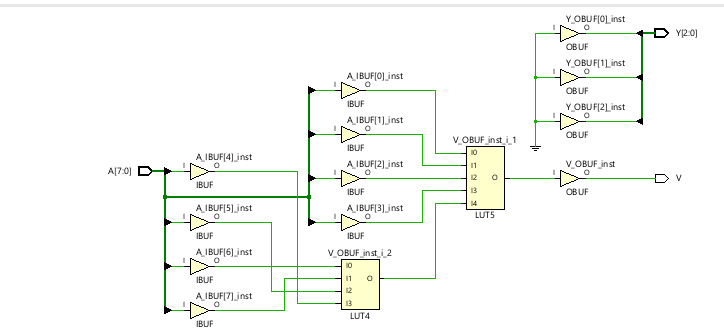 Y_OBUF[0]_inst
I
O
Y[2:0]
OBUF
Y_OBUF[1]_inst
I
O
OBUF
A_IBUF[0]_inst
I
O
IBUF
Y_OBUF[2]_inst
I
O
OBUF
A_IBUF[1]_inst
I
O
IBUF
V_OBUF_inst_i_1
I0
I1
I2
I3
I4
O
LUT5
A_IBUF[4]_inst
A[7:0]
I
O
IBUF
A_IBUF[2]_inst
I
O
IBUF
V_OBUF_inst
I
O
V
OBUF
A_IBUF[5]_inst
I
O
IBUF
A_IBUF[3]_inst
I
O
IBUF
A_IBUF[6]_inst
I
O
IBUF
V_OBUF_inst_i_2
I0
I1
I2
I3
O
LUT4
A_IBUF[7]_inst
I
O
IBUF